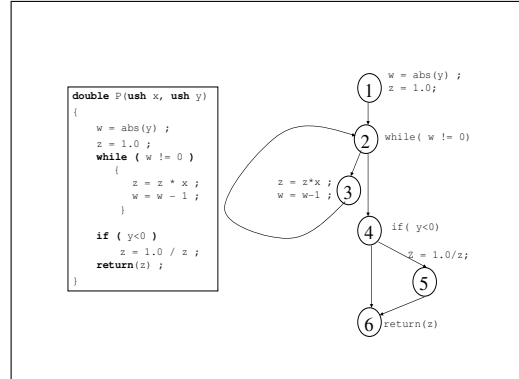 double P(ush x, ush y)
{
w = abs(y) ;
z = 1.0 ;
while ( w != 0 )
{
z = z * x ;
w = w - 1 ;
}
if ( y<0 )
z = 1.0 / z ;
return(z) ;
}
1
w = abs(y) ;
z = 1.0;
2
while( w != 0)
z = z*x ;
w = w-1 ;
3
4
if( y<0)
Z = 1.0/z;
5
6
return(z)